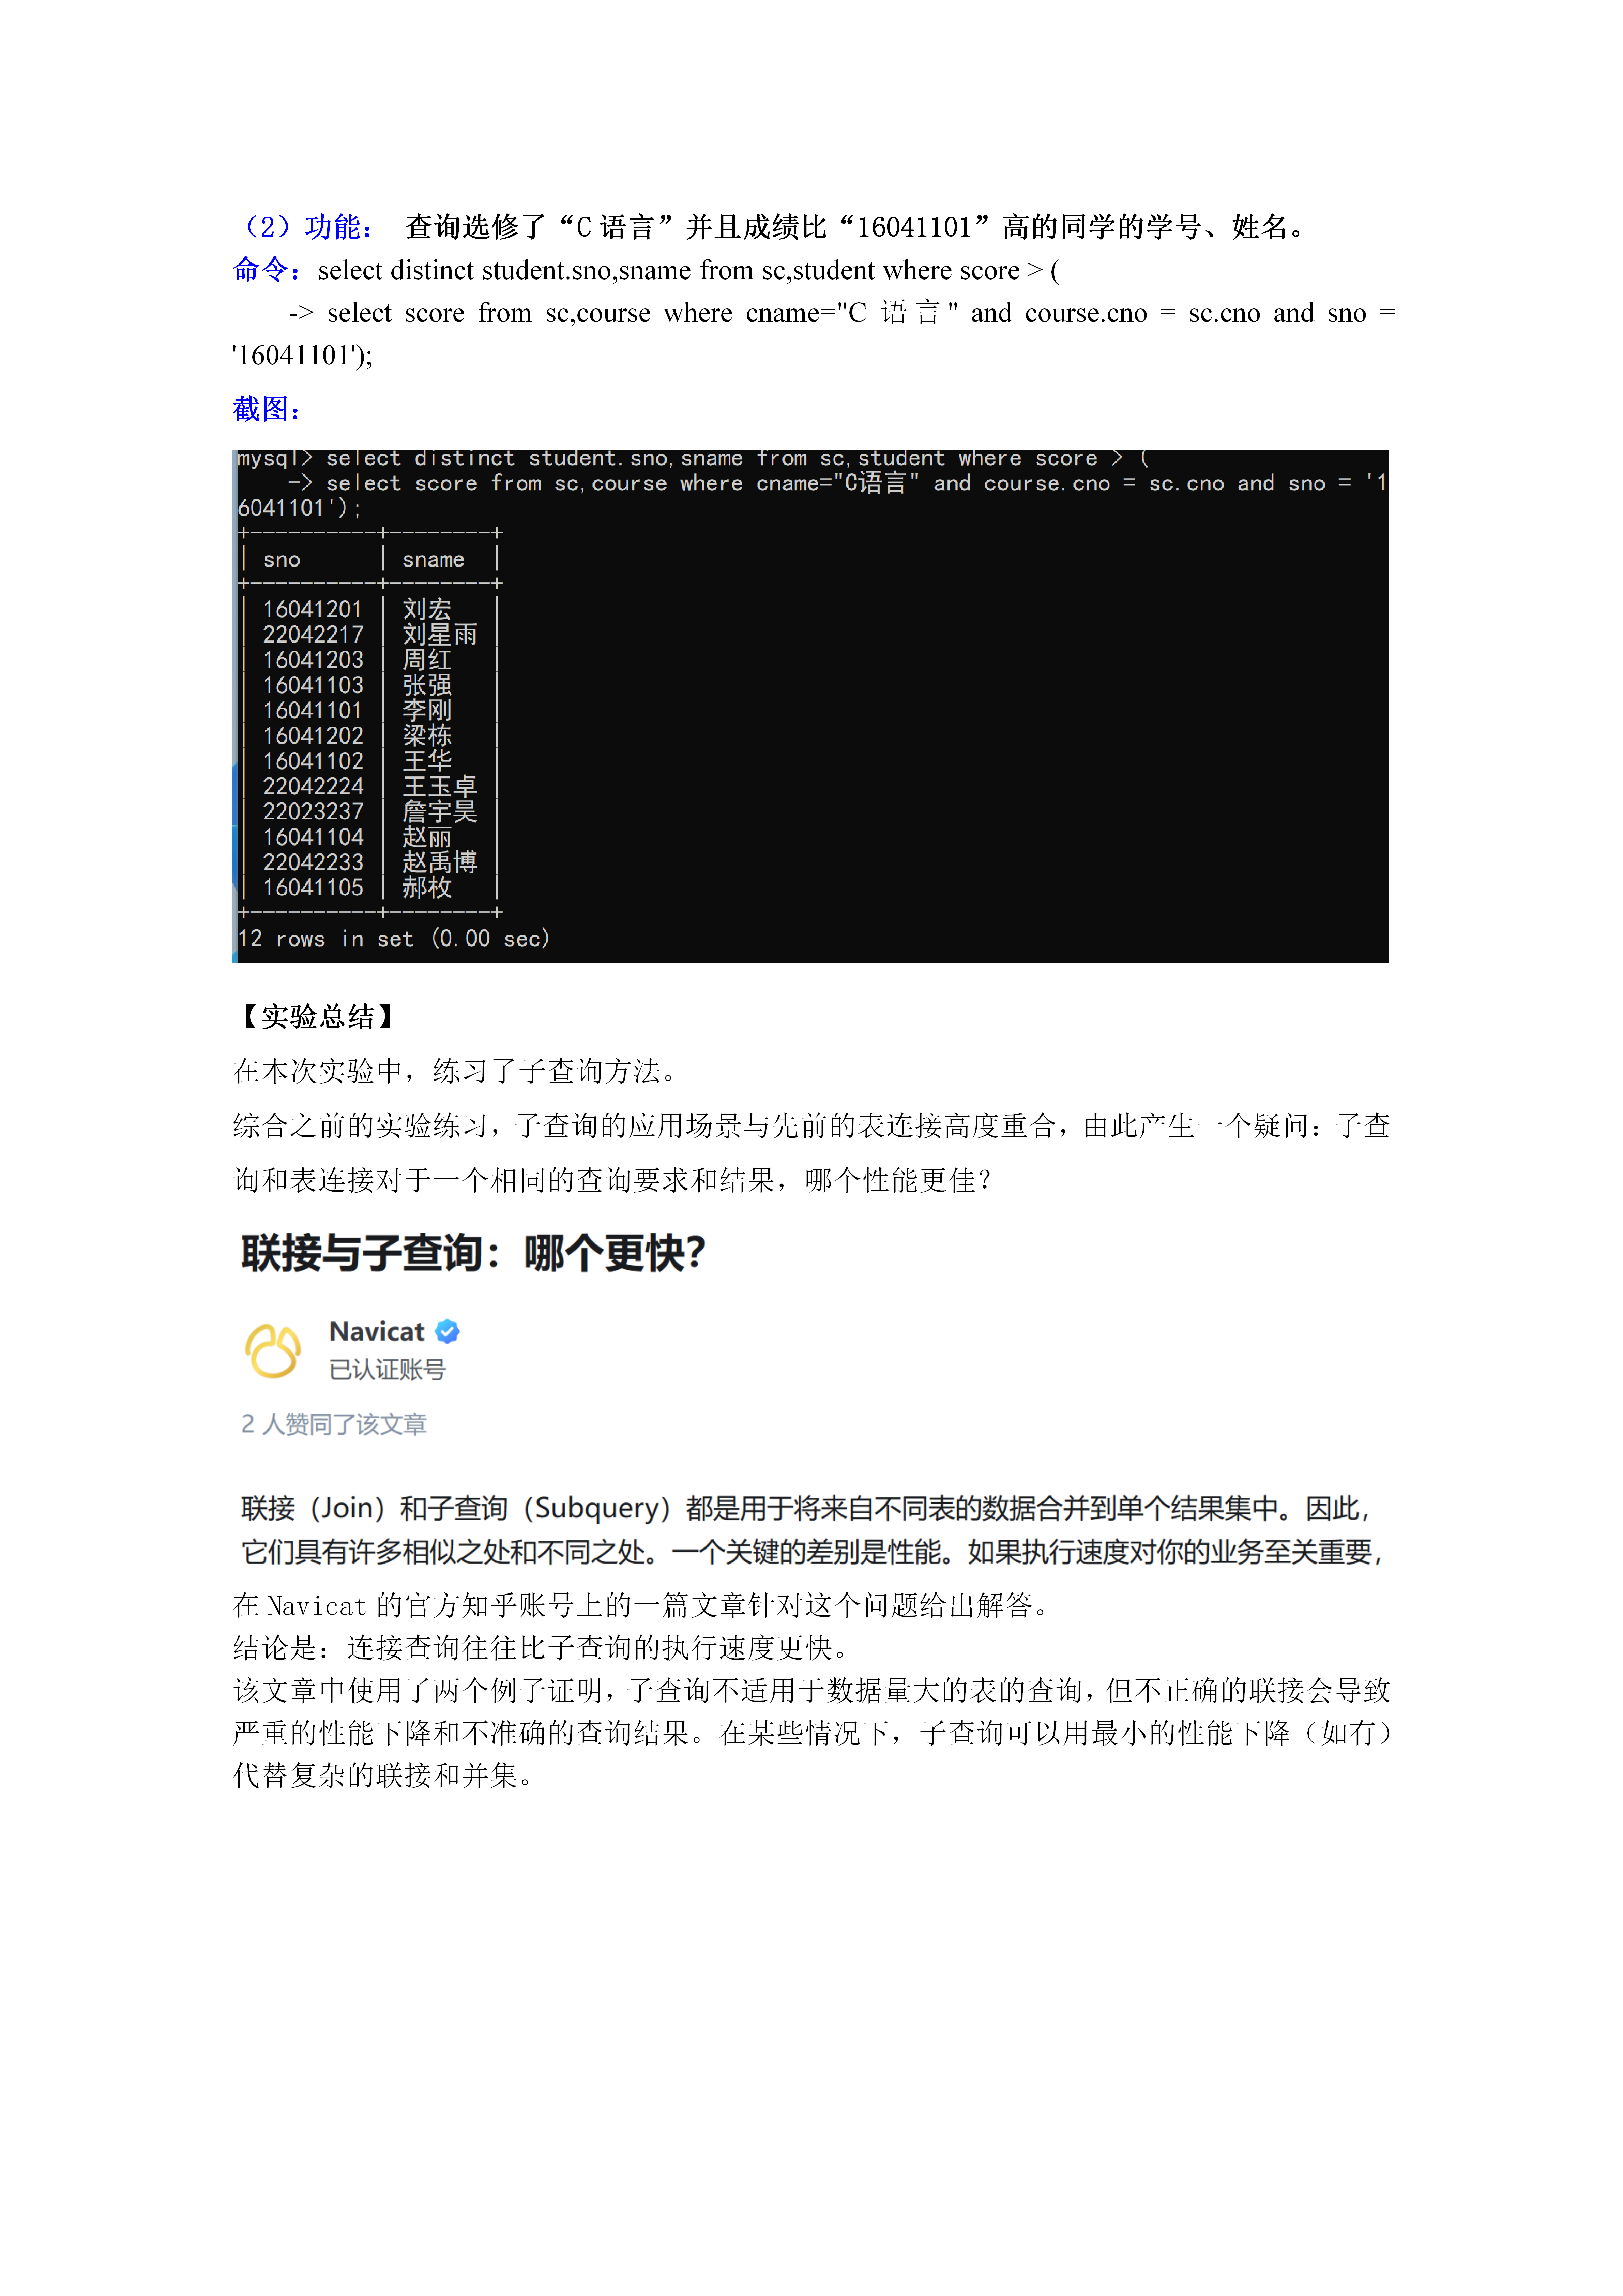 （2）功能： 查询选修了“C 语言”并且成绩比“16041101”高的同学的学号、姓名。
命令：select distinct student.sno,sname from sc,student where score > (
-> select score from sc,course where cname="C 语言" and course.cno = sc.cno and sno =
'16041101');
截图：
mysql> select distinct student.sno,sname from sc,student where score > (
-> select score from sc,course where cname="C语言" and course.cno = sc.cno and sno = '1
6041101');
+----------+--------+
| sno      | sname  |
+----------+--------+
| 16041201 | 刘宏   |
| 22042217 | 刘星雨 |
| 16041203 | 周红   |
| 16041103 | 张强   |
| 16041101 | 李刚   |
| 16041202 | 梁栋   |
| 16041102 | 王华   |
| 22042224 | 王玉卓 |
| 22023237 | 詹宇昊 |
| 16041104 | 赵丽   |
| 22042233 | 赵禹博 |
| 16041105 | 郝枚   |
+----------+--------+
12 rows in set (0.00 sec)
【实验总结】
在本次实验中，练习了子查询方法。
综合之前的实验练习，子查询的应用场景与先前的表连接高度重合，由此产生一个疑问：子查
询和表连接对于一个相同的查询要求和结果，哪个性能更佳？
联接与子查询：哪个更快？
Navicat
已认证账号
2 人赞同了该文章
联接（Join）和子查询（Subquery）都是用于将来自不同表的数据合并到单个结果集中。因此，
它们具有许多相似之处和不同之处。一个关键的差别是性能。如果执行速度对你的业务至关重要，
在 Navicat 的官方知乎账号上的一篇文章针对这个问题给出解答。
结论是：连接查询往往比子查询的执行速度更快。
该文章中使用了两个例子证明，子查询不适用于数据量大的表的查询，但不正确的联接会导致
严重的性能下降和不准确的查询结果。在某些情况下，子查询可以用最小的性能下降（如有）
代替复杂的联接和并集。